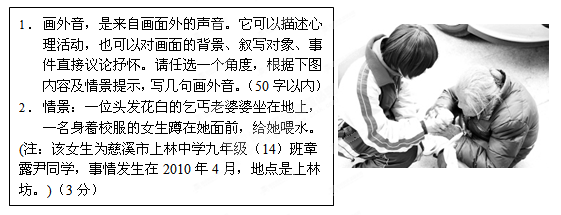 1．画外音，是来自画面外的声音。它可以描述心
理活动，也可以对画面的背景、叙写对象、事
件直接议论抒怀。请任选一个角度，根据下图
内容及情景提示，写几句画外音。（50 字以内）
2．情景：一位头发花白的乞丐老婆婆坐在地上，
一名身着校服的女生蹲在她面前，给她喂水。
(注：该女生为慈溪市上林中学九年级（14）班章
露尹同学，事情发生在 2010 年 4 月，地点是上林
坊。)（3 分）